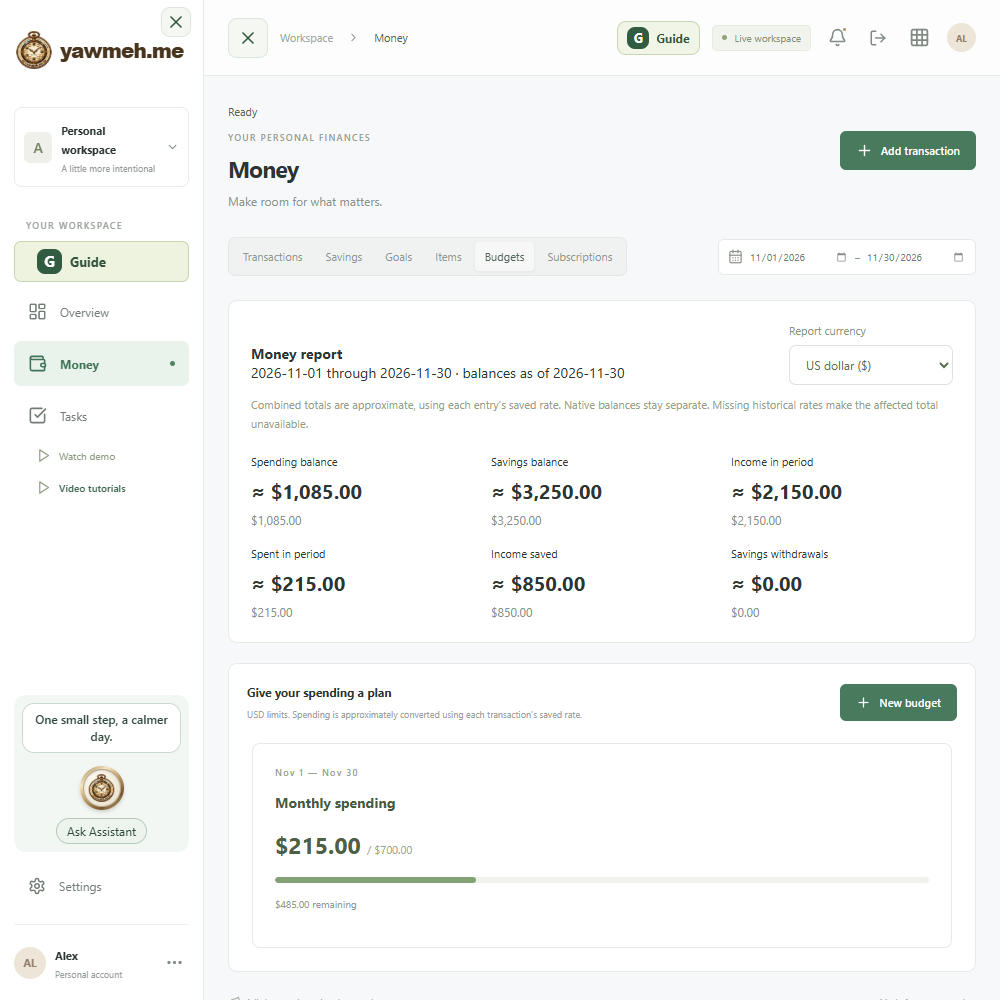 yawmeh.me
A
Personal
workspace
A little more intentional
YOUR WORKSPACE
G Guide
Overview
Money
Tasks
Watch demo
Video tutorials
One small step, a calmer
day.
Ask Assistant
Settings
AL
Alex
Personal account
Workspace > Money
G Guide
Live workspace
AL
Ready
YOUR PERSONAL FINANCES
Money
Make room for what matters.
+ Add transaction
Transactions Savings Goals Items Budgets Subscriptions
11/01/2026 – 11/30/2026
Report currency
US dollar ($)
Money report
2026-11-01 through 2026-11-30 · balances as of 2026-11-30
Combined totals are approximate, using each entry's saved rate. Native balances stay separate. Missing historical rates make the affected total
unavailable.
Spending balance Savings balance Income in period
≈ $1,085.00 ≈ $3,250.00 ≈ $2,150.00
$1,085.00 $3,250.00 $2,150.00
Spent in period Income saved Savings withdrawals
≈ $215.00 ≈ $850.00 ≈ $0.00
$215.00 $850.00 $0.00
Give your spending a plan
USD limits. Spending is approximately converted using each transaction's saved rate.
+ New budget
Nov 1 — Nov 30
Monthly spending
$215.00 / $700.00
$485.00 remaining